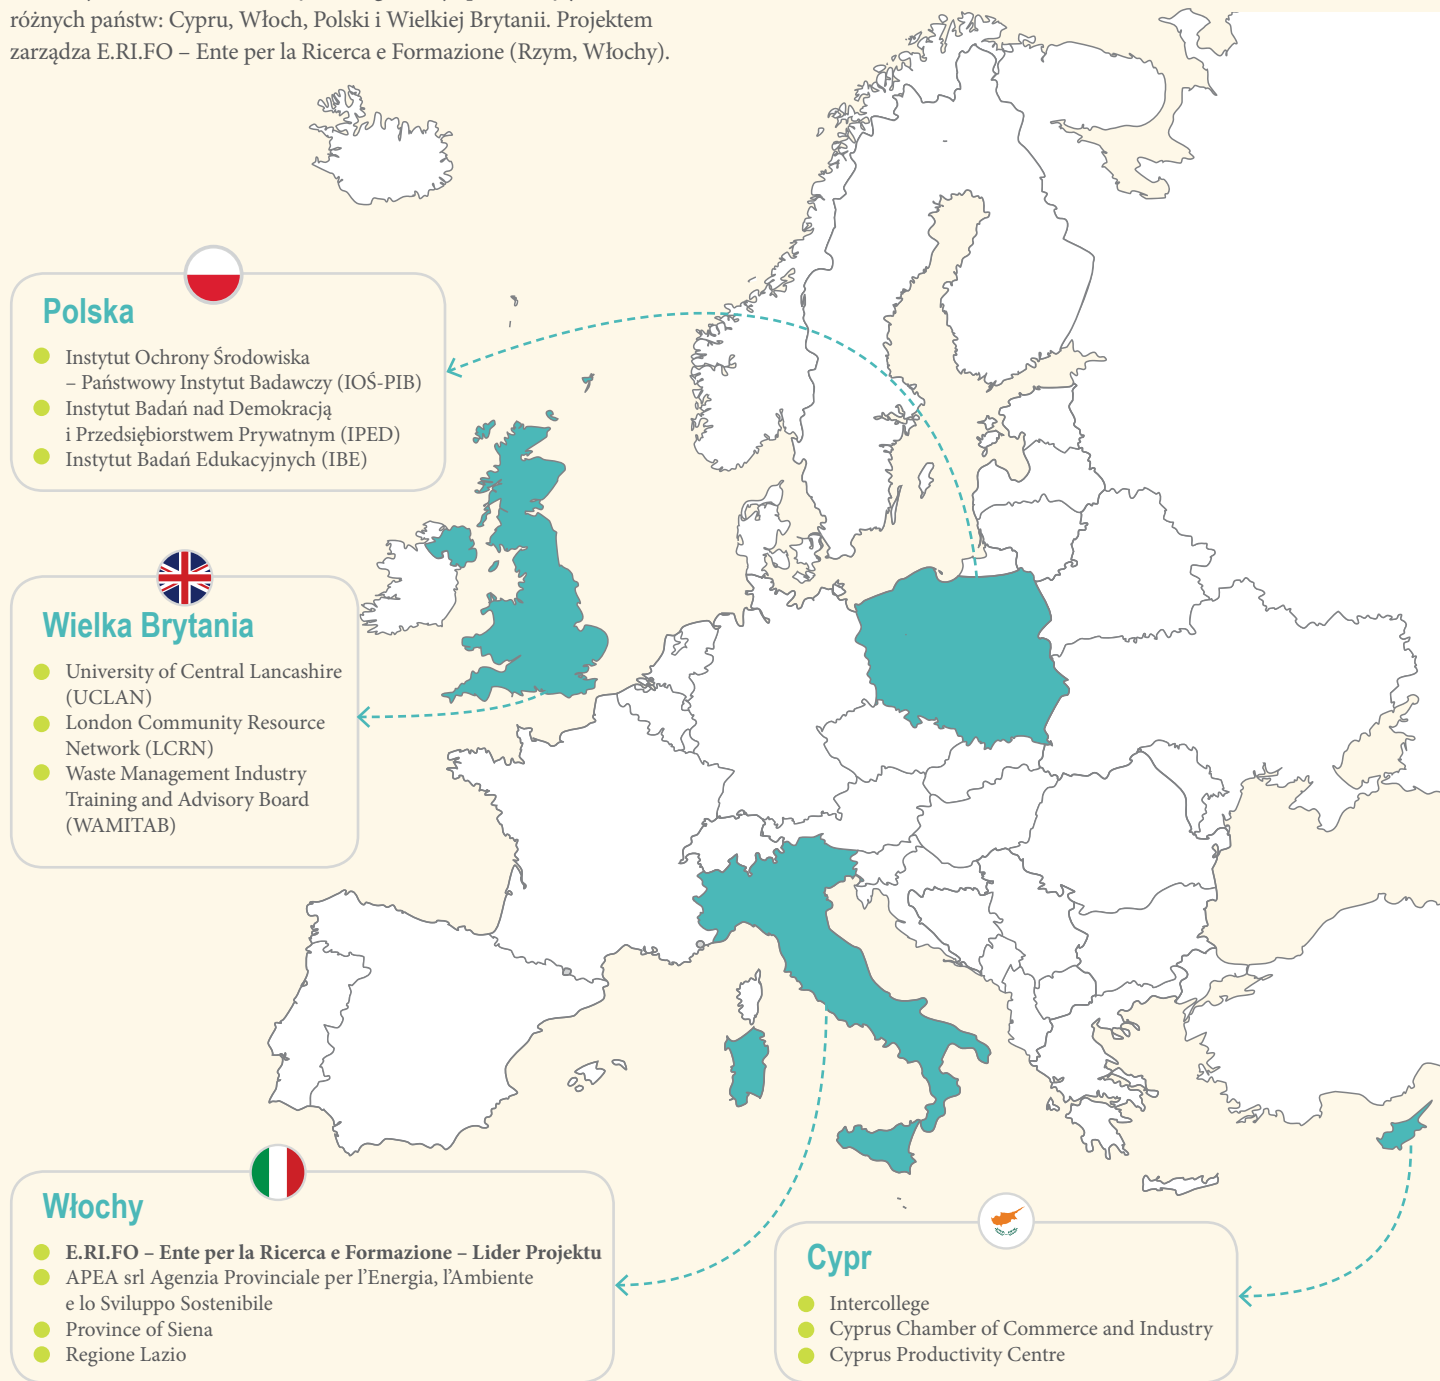 różnych państw: Cypru, Włoch, Polski i Wielkiej Brytanii. Projektem
zarządza E.RI.FO – Ente per la Ricerca e Formazione (Rzym, Włochy).
Polska
Instytut Ochrony Środowiska
– Państwowy Instytut Badawczy (IOŚ-PIB)
Instytut Badań nad Demokracją
i Przedsiębiorstwem Prywatnym (IPED)
Instytut Badań Edukacyjnych (IBE)
Wielka Brytania
University of Central Lancashire
(UCLAN)
London Community Resource
Network (LCRN)
Waste Management Industry
Training and Advisory Board
(WAMITAB)
Włochy
E.RI.FO – Ente per la Ricerca e Formazione – Lider Projektu
APEA srl Agenzia Provinciale per l’Energia, l’Ambiente
e lo Sviluppo Sostenibile
Province of Siena
Regione Lazio
Cypr
Intercollege
Cyprus Chamber of Commerce and Industry
Cyprus Productivity Centre